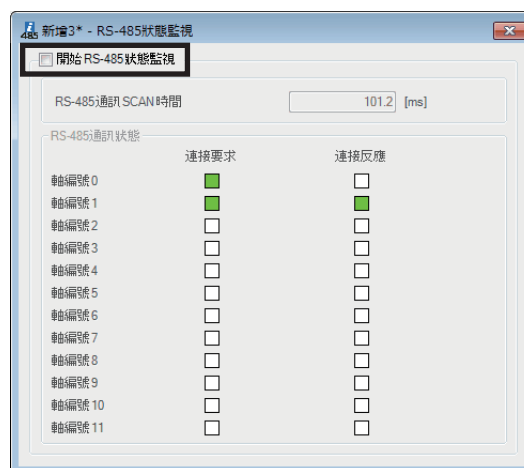 485 新增3* - RS-485狀態監視
開始 RS-485狀態監視
RS-485通訊 SCAN時間 101.2 [ms]
RS-485通訊狀態
連接要求 連接反應
軸編號 0
軸編號 1
軸編號 2
軸編號 3
軸編號 4
軸編號 5
軸編號 6
軸編號 7
軸編號 8
軸編號 9
軸編號 10
軸編號 11